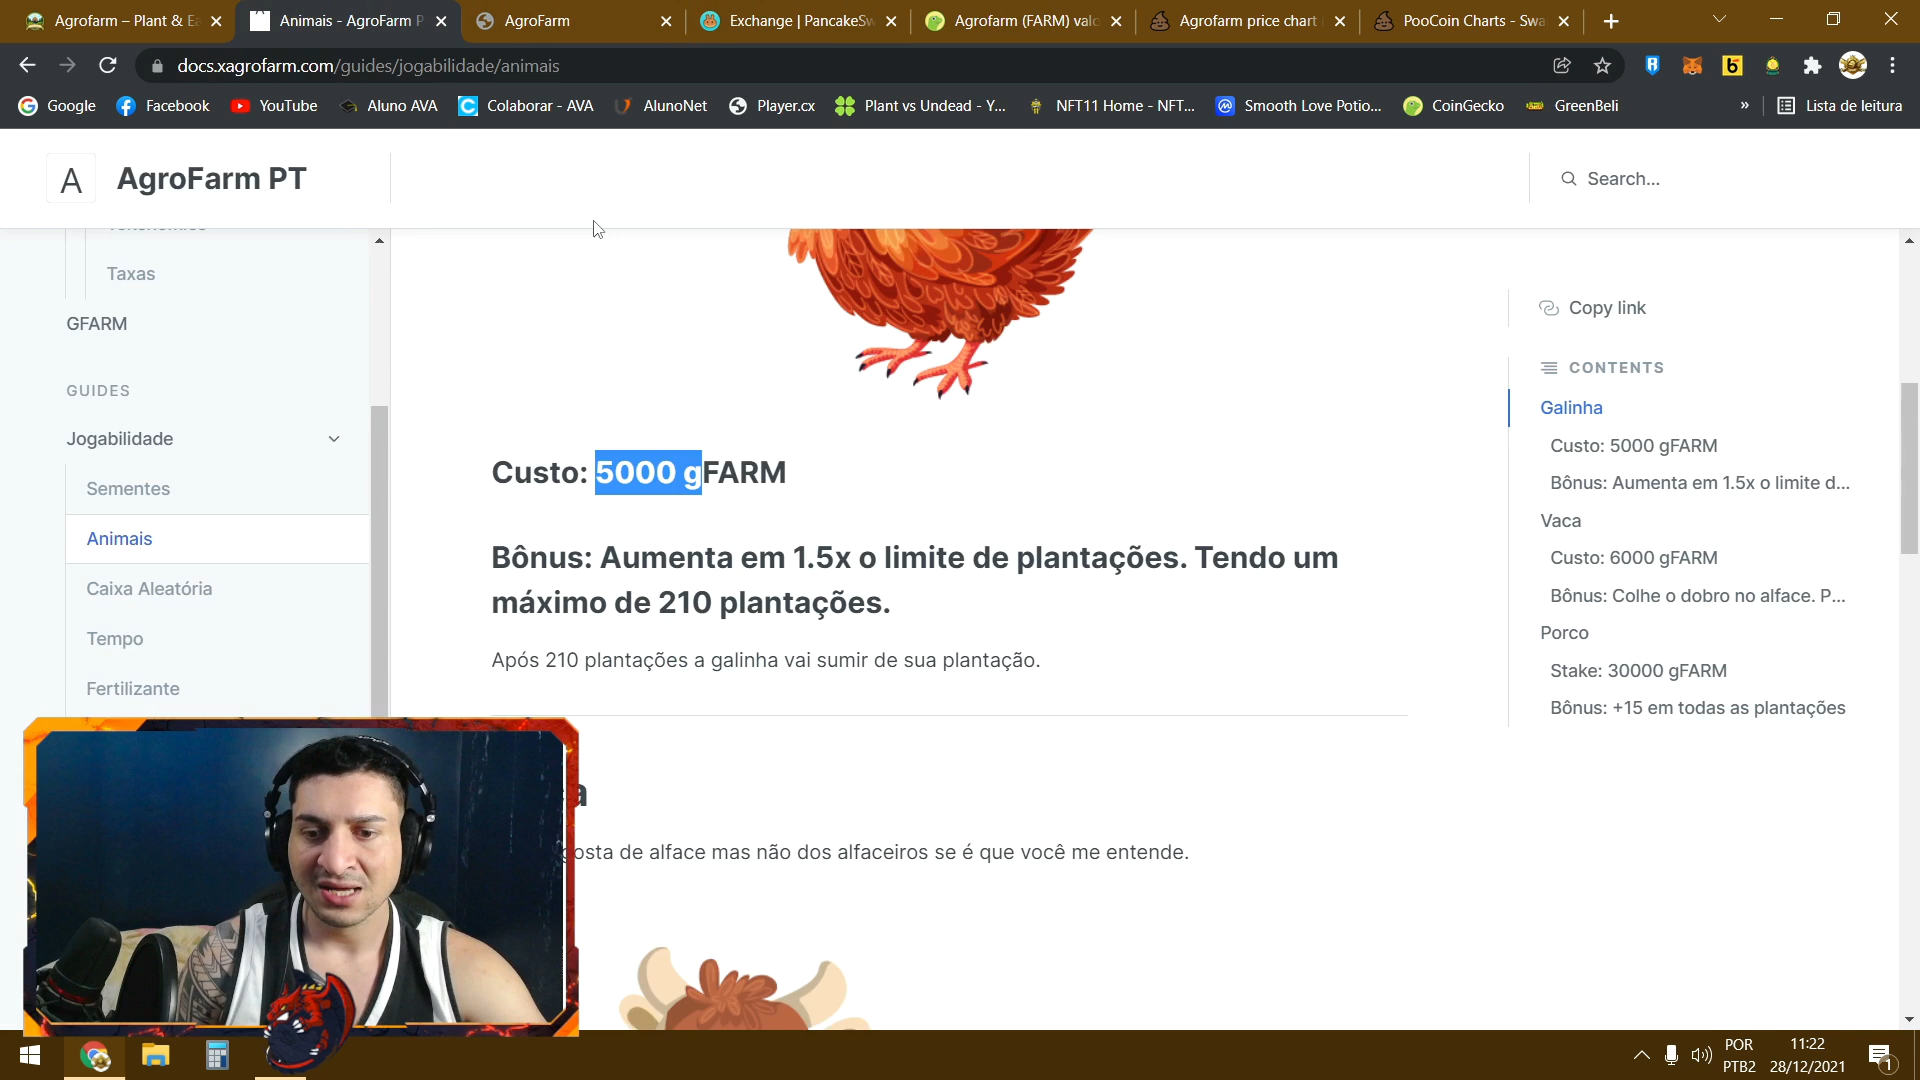 Agrofarm – Plant & Ea
Animais - AgroFarm P
AgroFarm
Exchange | PancakeSw
Agrofarm (FARM) valo
Agrofarm price chart
PooCoin Charts - Swa
docs.xagrofarm.com/guides/jogabilidade/animais
Google
Facebook
YouTube
Aluno AVA
Colaborar - AVA
AlunoNet
Player.cx
Plant vs Undead - Y...
NFT11 Home - NFT...
Smooth Love Potio...
CoinGecko
GreenBeli
»
Lista de leitura
A
AgroFarm PT
Search...
Taxas
GFARM
GUIDES
Jogabilidade
Sementes
Animais
Caixa Aleatória
Tempo
Fertilizante
Custo: 5000 gFARM
Bônus: Aumenta em 1.5x o limite de plantações. Tendo um
máximo de 210 plantações.
Após 210 plantações a galinha vai sumir de sua plantação.
a
gosta de alface mas não dos alfaceiros se é que você me entende.
Copy link
CONTENTS
Galinha
Custo: 5000 gFARM
Bônus: Aumenta em 1.5x o limite d...
Vaca
Custo: 6000 gFARM
Bônus: Colhe o dobro no alface. P...
Porco
Stake: 30000 gFARM
Bônus: +15 em todas as plantações
POR
PTB2
11:22
28/12/2021
1